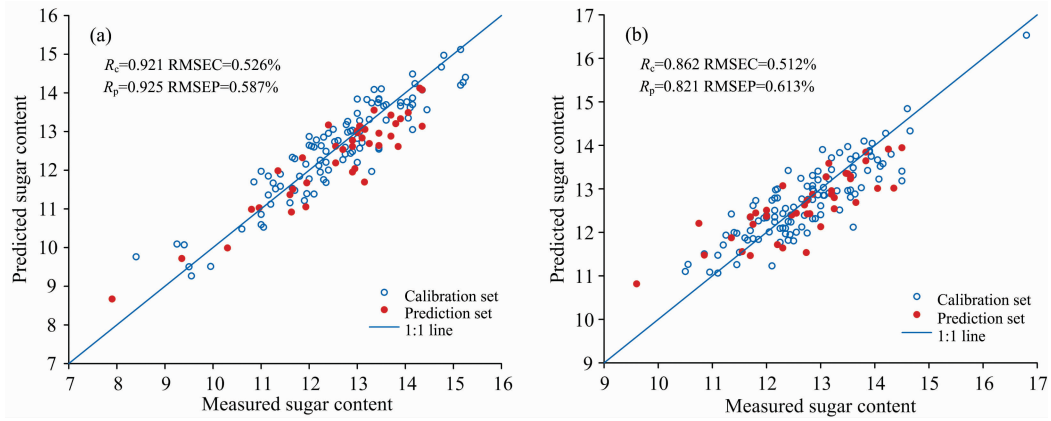 (a)
R_c=0.921 RMSEC=0.526%
R_p=0.925 RMSEP=0.587%
16
15
14
13
12
11
10
9
8
7
Predicted sugar content
Calibration set
Prediction set
1:1 line
7 8 9 10 11 12 13 14 15 16
Measured sugar content
(b)
R_c=0.862 RMSEC=0.512%
R_p=0.821 RMSEP=0.613%
17
16
15
14
13
12
11
10
9
Predicted sugar content
Calibration set
Prediction set
1:1 line
9 10 11 12 13 14 15 16 17
Measured sugar content